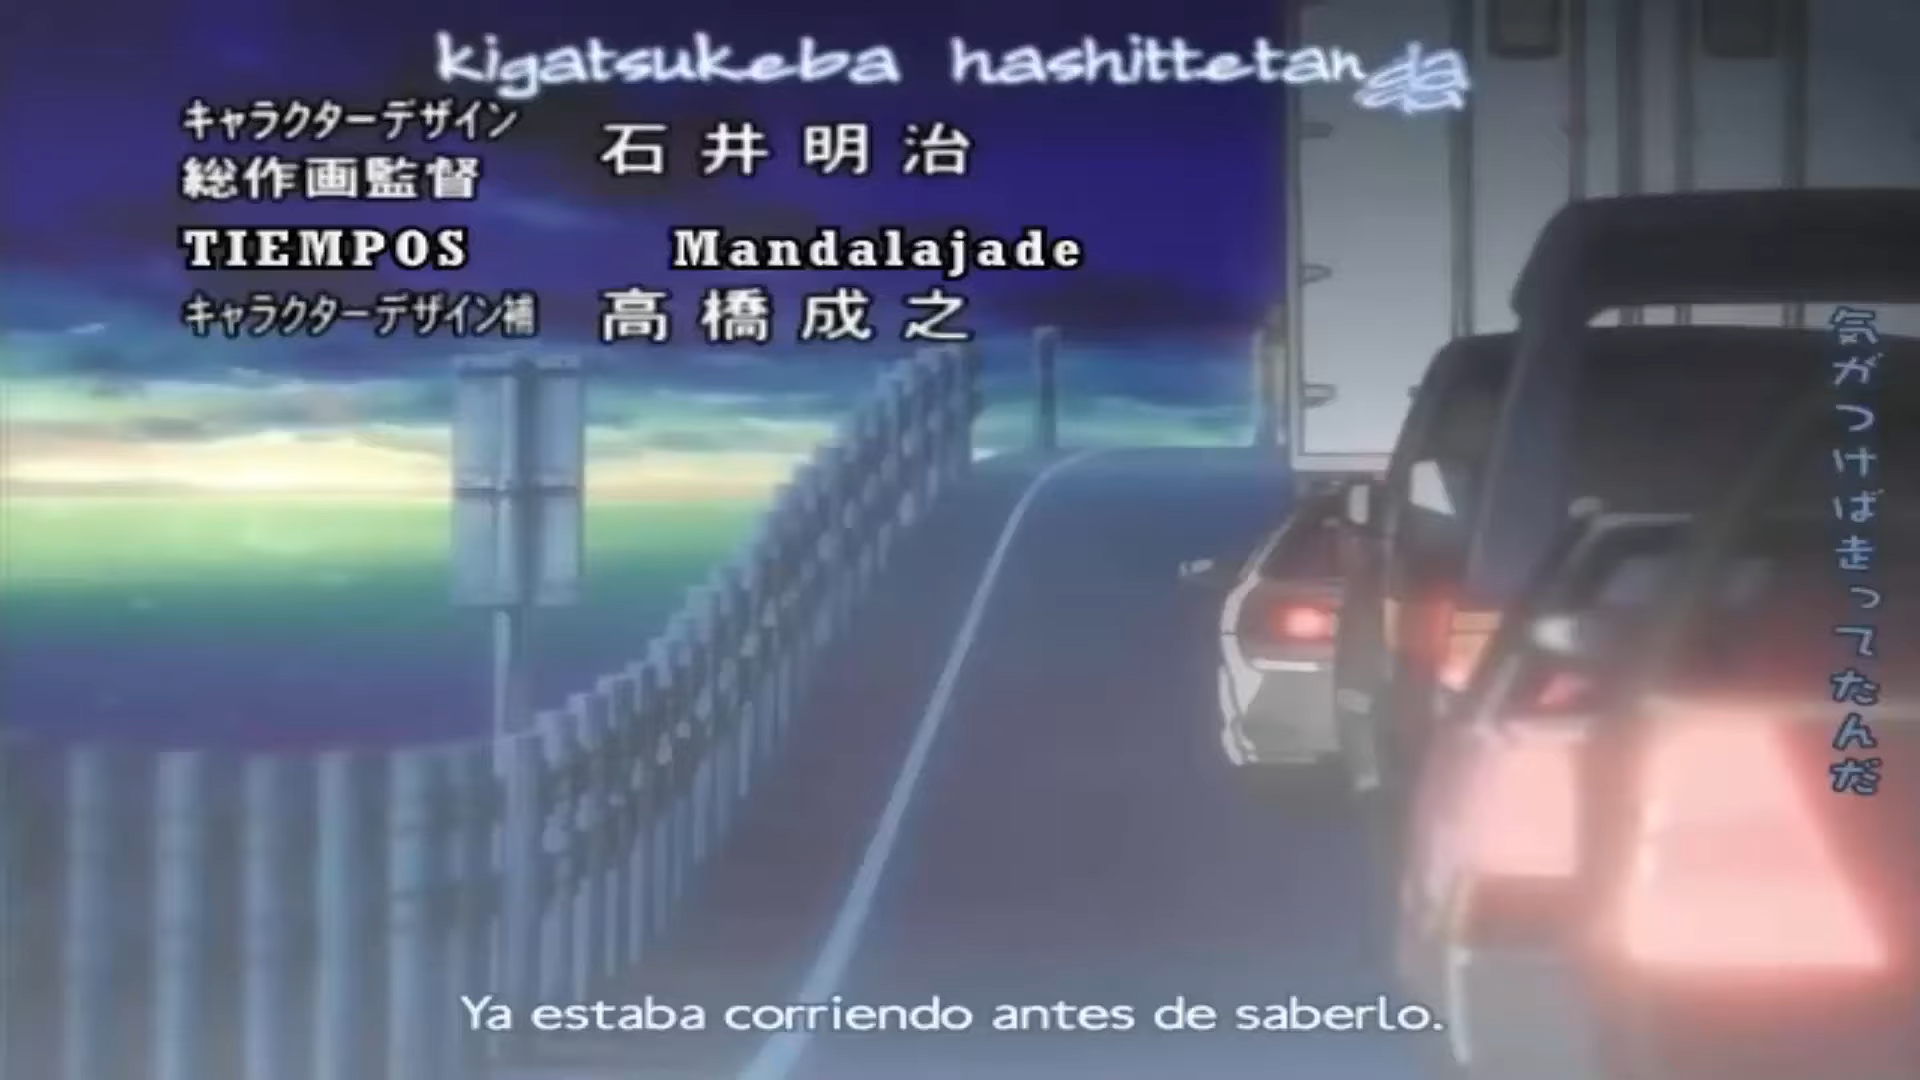 kigatsukeba hashittetanda
キャラクターデザイン
総作画監督 石井明治
TIEMPOS Mandalajade
キャラクターデザイン補 高橋成之
気がつけば走ってたんだ
Ya estaba corriendo antes de saberlo.